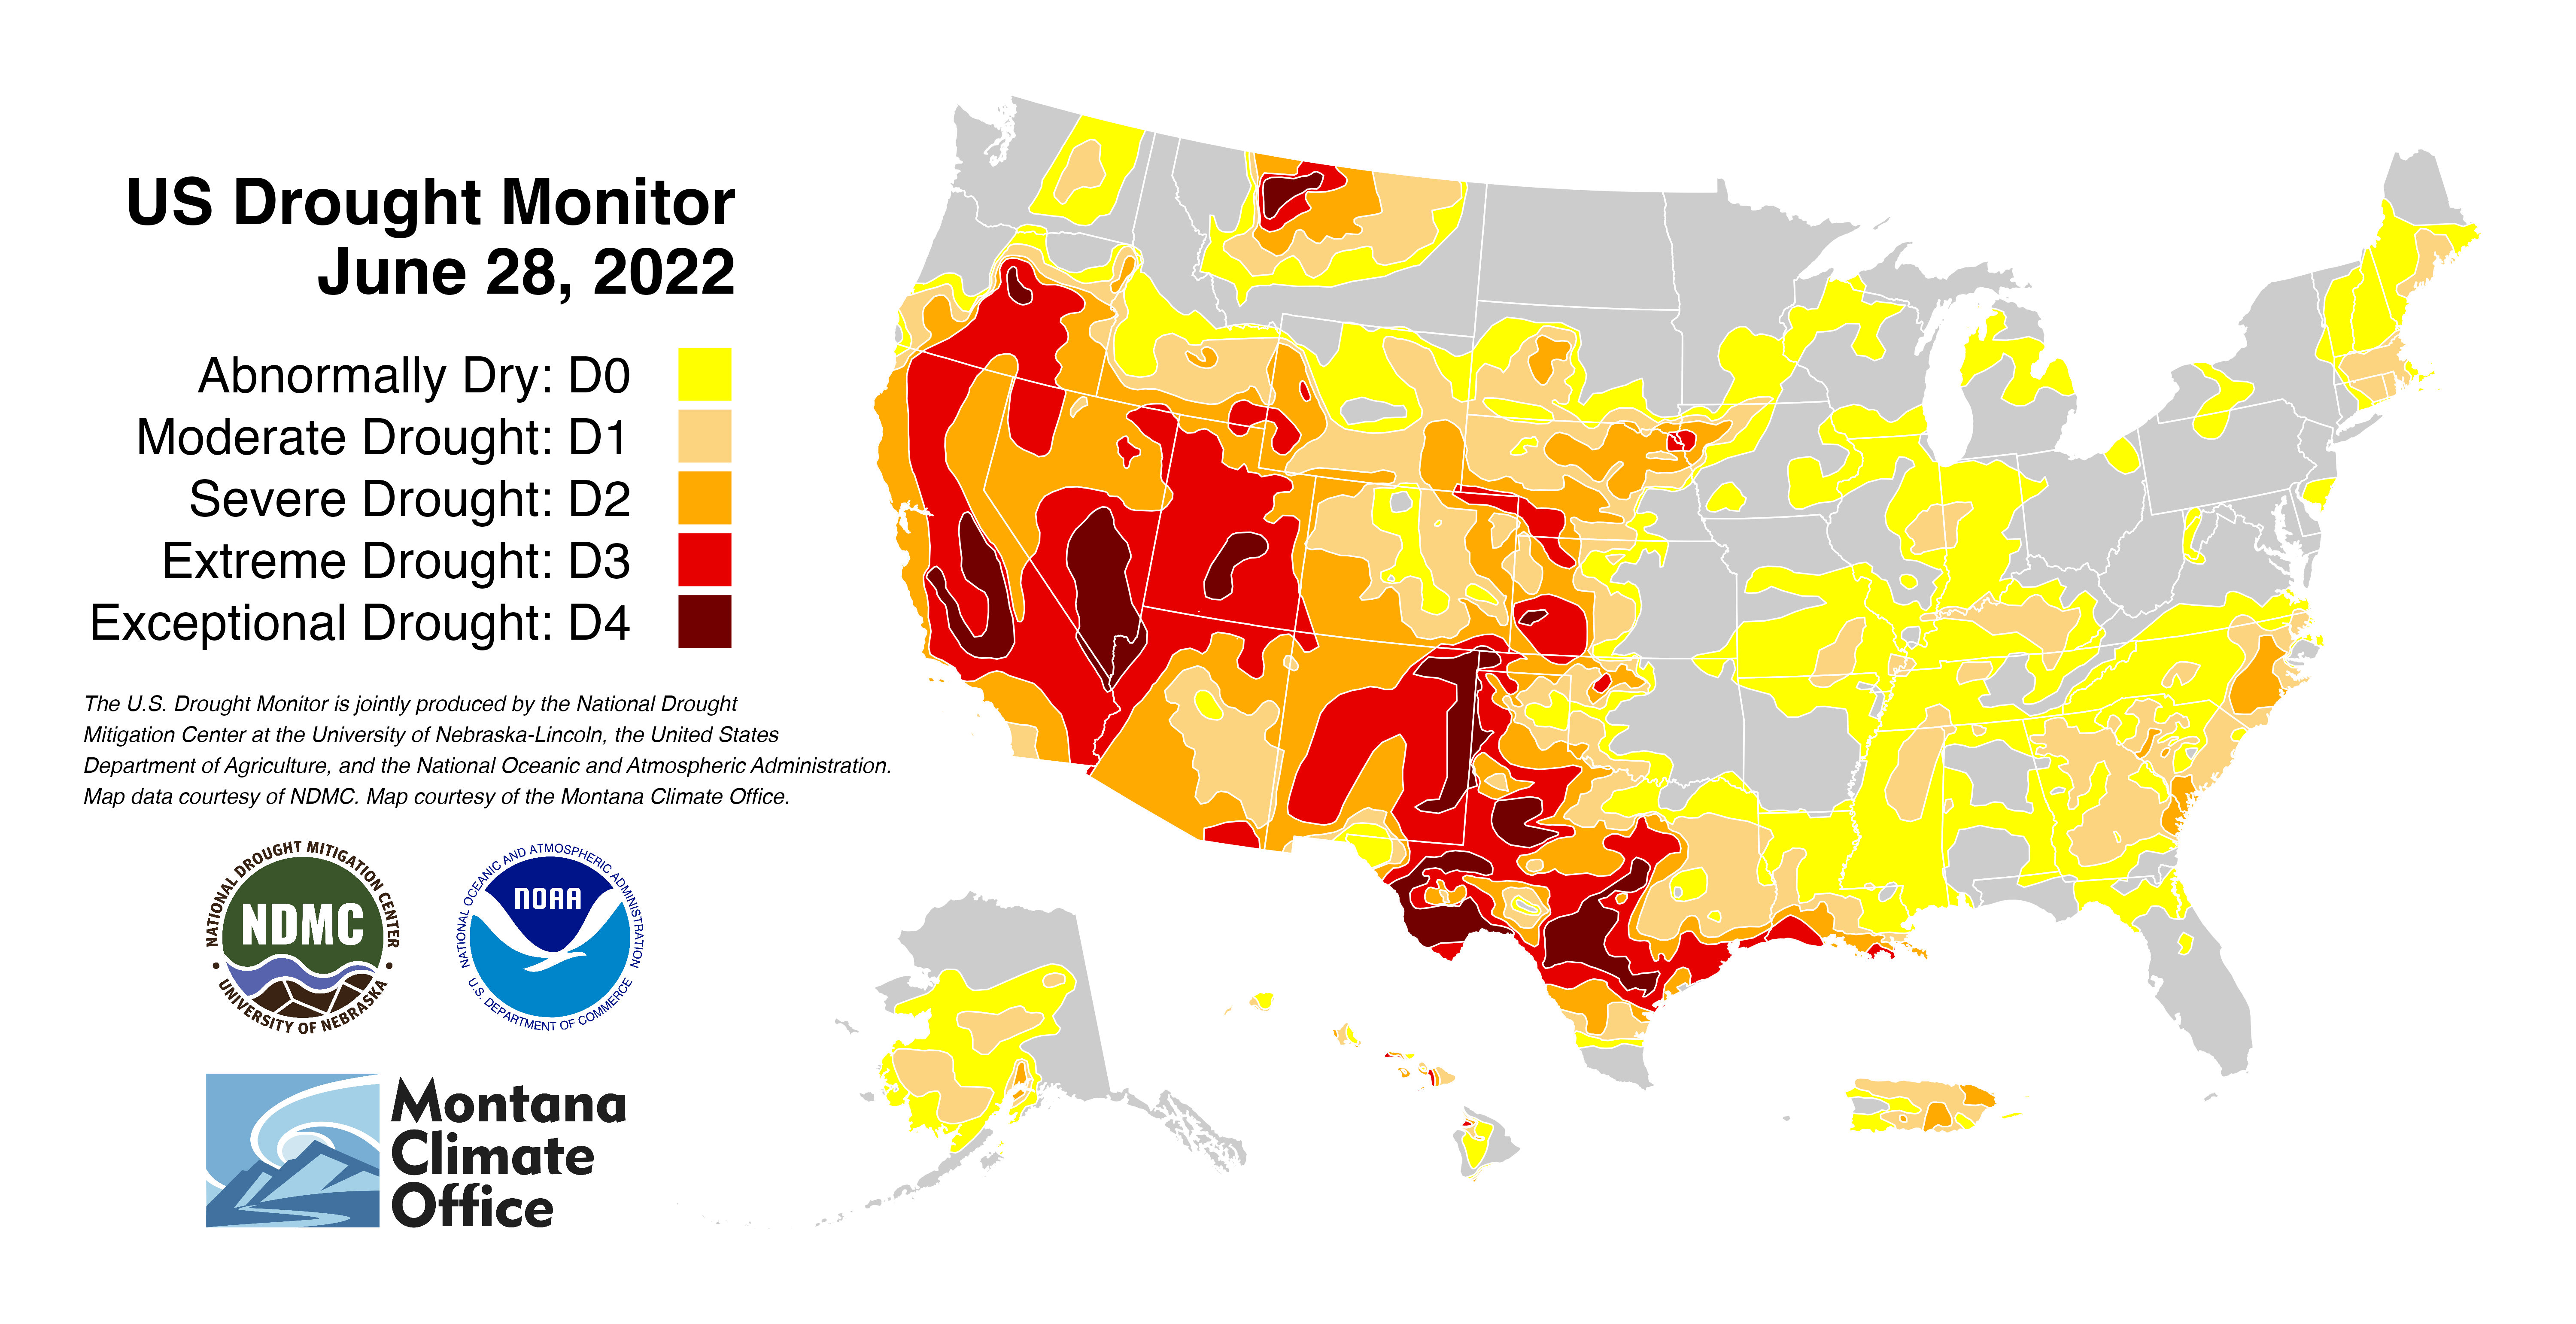 US Drought Monitor
June 28, 2022
Abnormally Dry: D0
Moderate Drought: D1
Severe Drought: D2
Extreme Drought: D3
Exceptional Drought: D4
The U.S. Drought Monitor is jointly produced by the National Drought
Mitigation Center at the University of Nebraska-Lincoln, the United States
Department of Agriculture, and the National Oceanic and Atmospheric Administration.
Map data courtesy of NDMC. Map courtesy of the Montana Climate Office.
NATIONAL DROUGHT MITIGATION CENTER
NDMC
• UNIVERSITY OF NEBRASKA •
NATIONAL OCEANIC AND ATMOSPHERIC ADMINISTRATION
NOAA
U.S. DEPARTMENT OF COMMERCE
Montana
Climate
Office